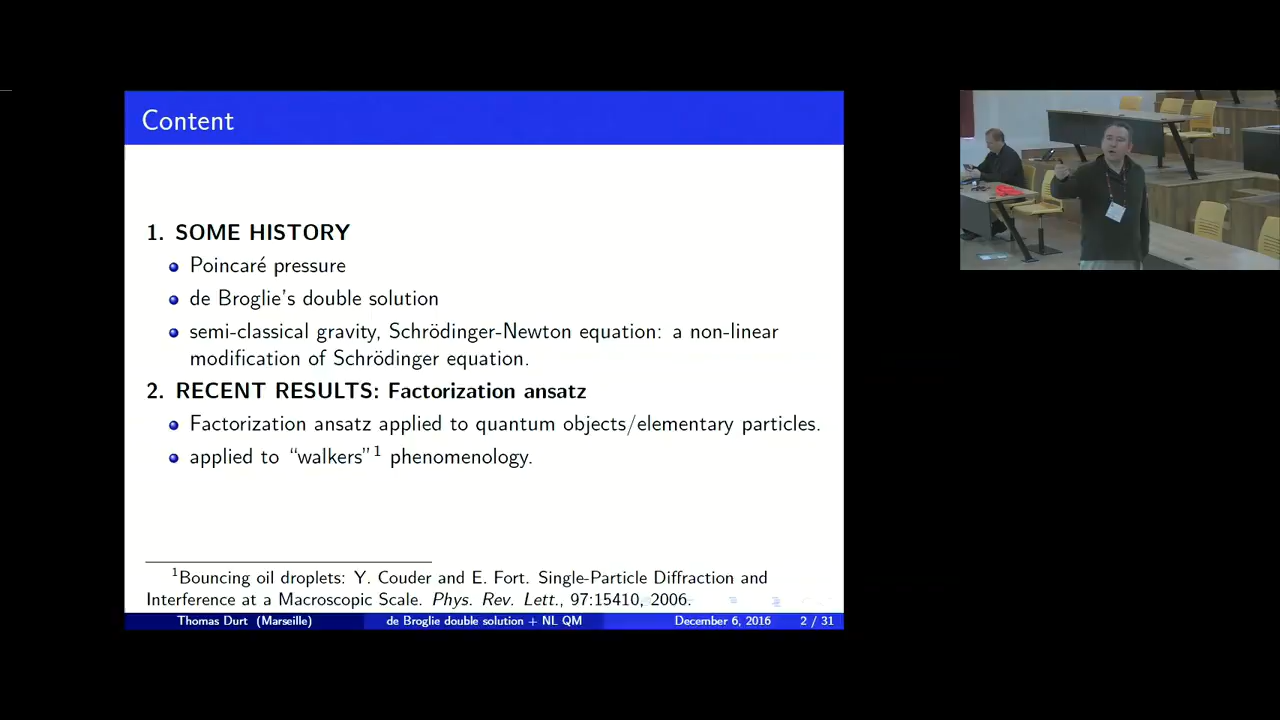 Content
1. SOME HISTORY
Poincaré pressure
de Broglie's double solution
semi-classical gravity, Schrödinger-Newton equation: a non-linear
modification of Schrödinger equation.
2. RECENT RESULTS: Factorization ansatz
Factorization ansatz applied to quantum objects/elementary particles.
applied to “walkers”1 phenomenology.
1Bouncing oil droplets: Y. Couder and E. Fort. Single-Particle Diffraction and
Interference at a Macroscopic Scale. Phys. Rev. Lett., 97:15410, 2006.
Thomas Durt (Marseille) de Broglie double solution + NL QM December 6, 2016 2 / 31